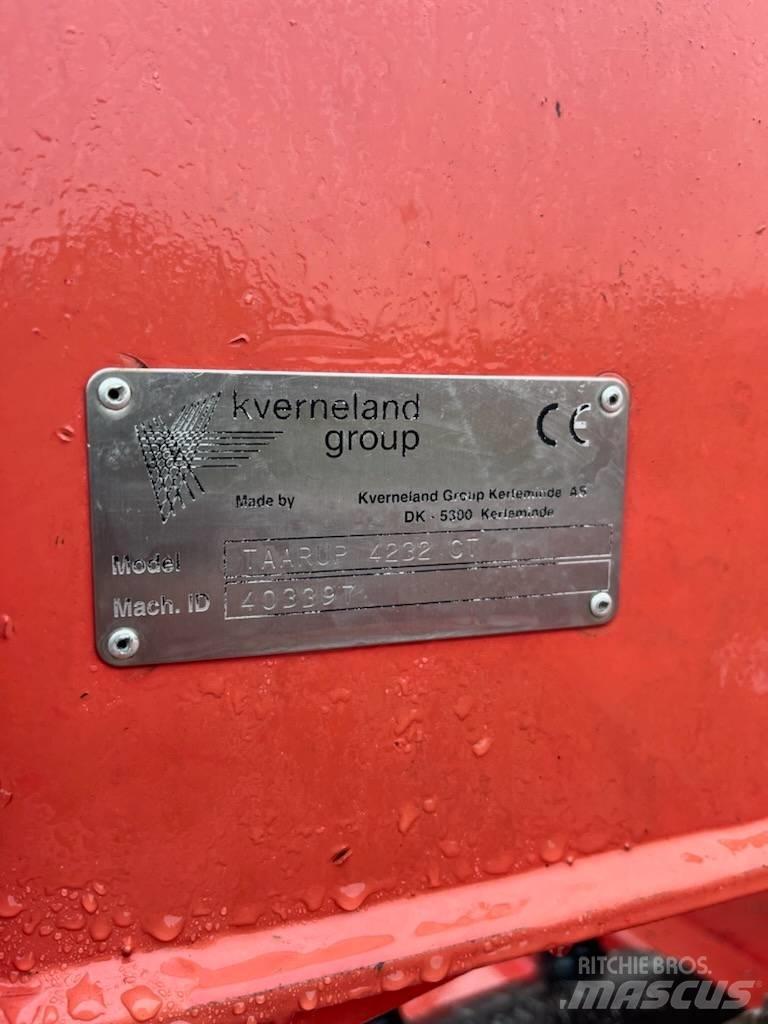 kverneland
group
CE
Made by Kverneland Group Kerteminde AS
DK - 5300 Kerteminde
Model TAARUP 4232 CT
Mach. ID 403397
RITCHIE BROS.
MASCUS